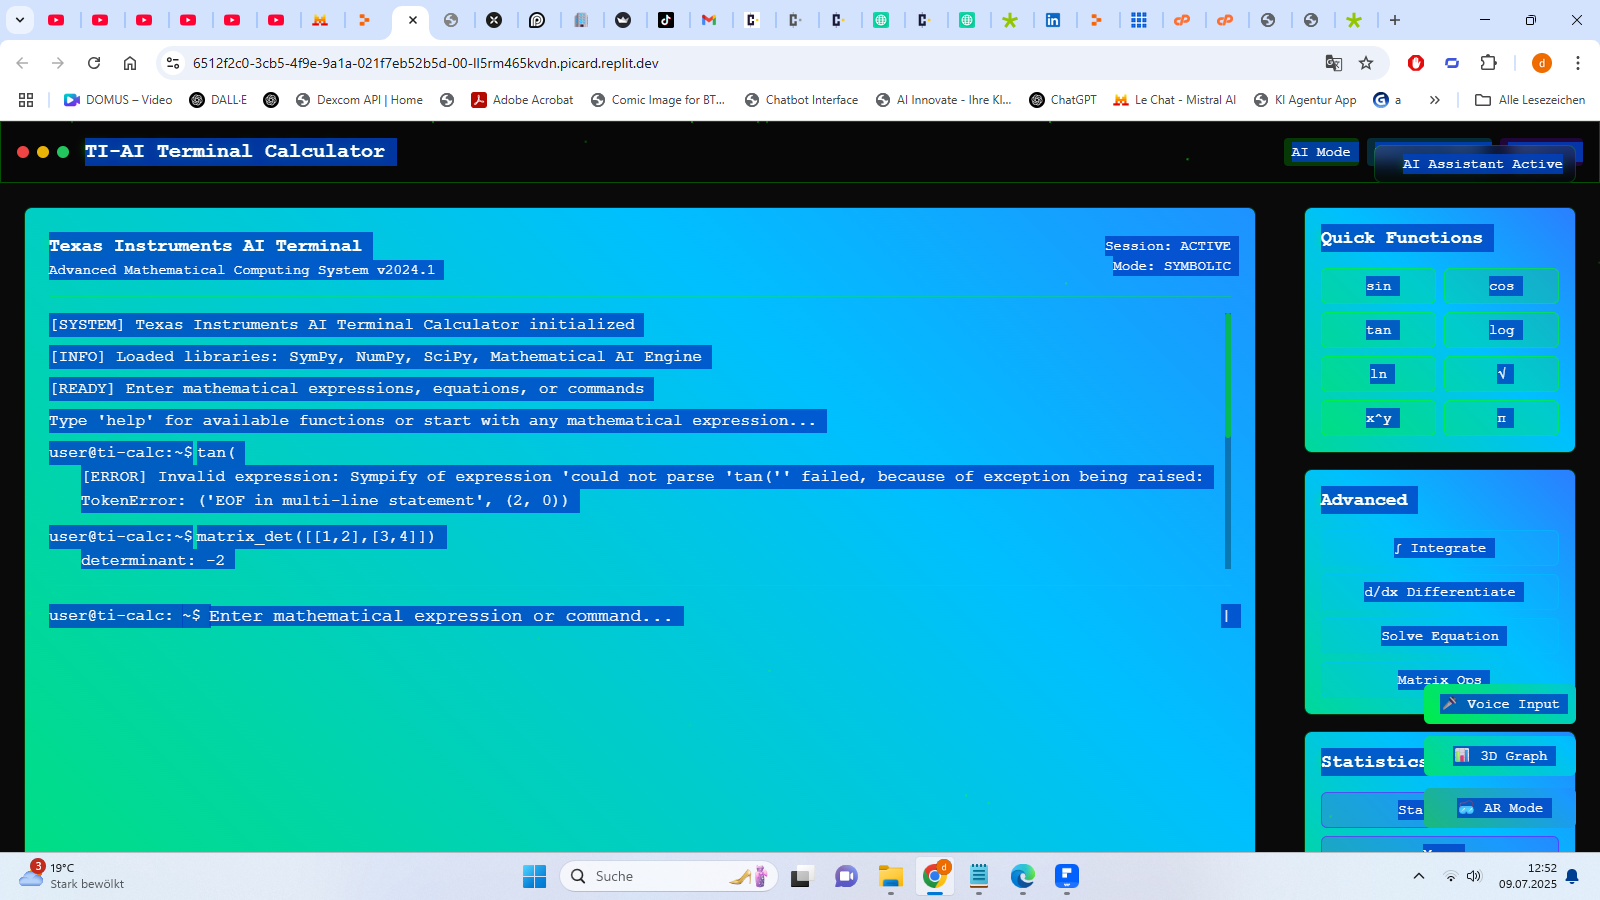 6512f2c0-3cb5-4f9e-9a1a-021f7eb52b5d-00-ll5rm465kvdn.picard.replit.dev
DOMUS – Video
DALL·E
Dexcom API | Home
Adobe Acrobat
Comic Image for BT...
Chatbot Interface
AI Innovate - Ihre KI...
ChatGPT
Le Chat - Mistral AI
KI Agentur App
a
Alle Lesezeichen
TI-AI Terminal Calculator
AI Mode
AI Assistant Active
Texas Instruments AI Terminal
Advanced Mathematical Computing System v2024.1
Session: ACTIVE
Mode: SYMBOLIC
[SYSTEM] Texas Instruments AI Terminal Calculator initialized
[INFO] Loaded libraries: SymPy, NumPy, SciPy, Mathematical AI Engine
[READY] Enter mathematical expressions, equations, or commands
Type 'help' for available functions or start with any mathematical expression...
user@ti-calc:~$ tan(
[ERROR] Invalid expression: Sympify of expression 'could not parse 'tan('' failed, because of exception being raised:
TokenError: ('EOF in multi-line statement', (2, 0))
user@ti-calc:~$ matrix_det([[1,2],[3,4]])
determinant: -2
user@ti-calc: ~$ Enter mathematical expression or command... |
Quick Functions
sin cos
tan log
ln √
x^y π
Advanced
∫ Integrate
d/dx Differentiate
Solve Equation
Matrix Ops
Voice Input
Statistics
3D Graph
Sta
AR Mode
3
19°C
Stark bewölkt
Suche
12:52
09.07.2025